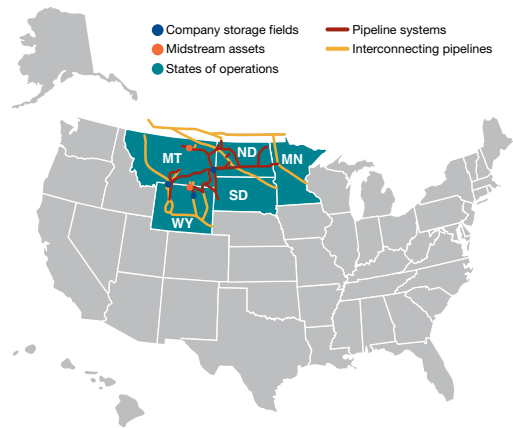 Company storage fields
Midstream assets
States of operations
Pipeline systems
Interconnecting pipelines
MT
ND
MN
SD
WY